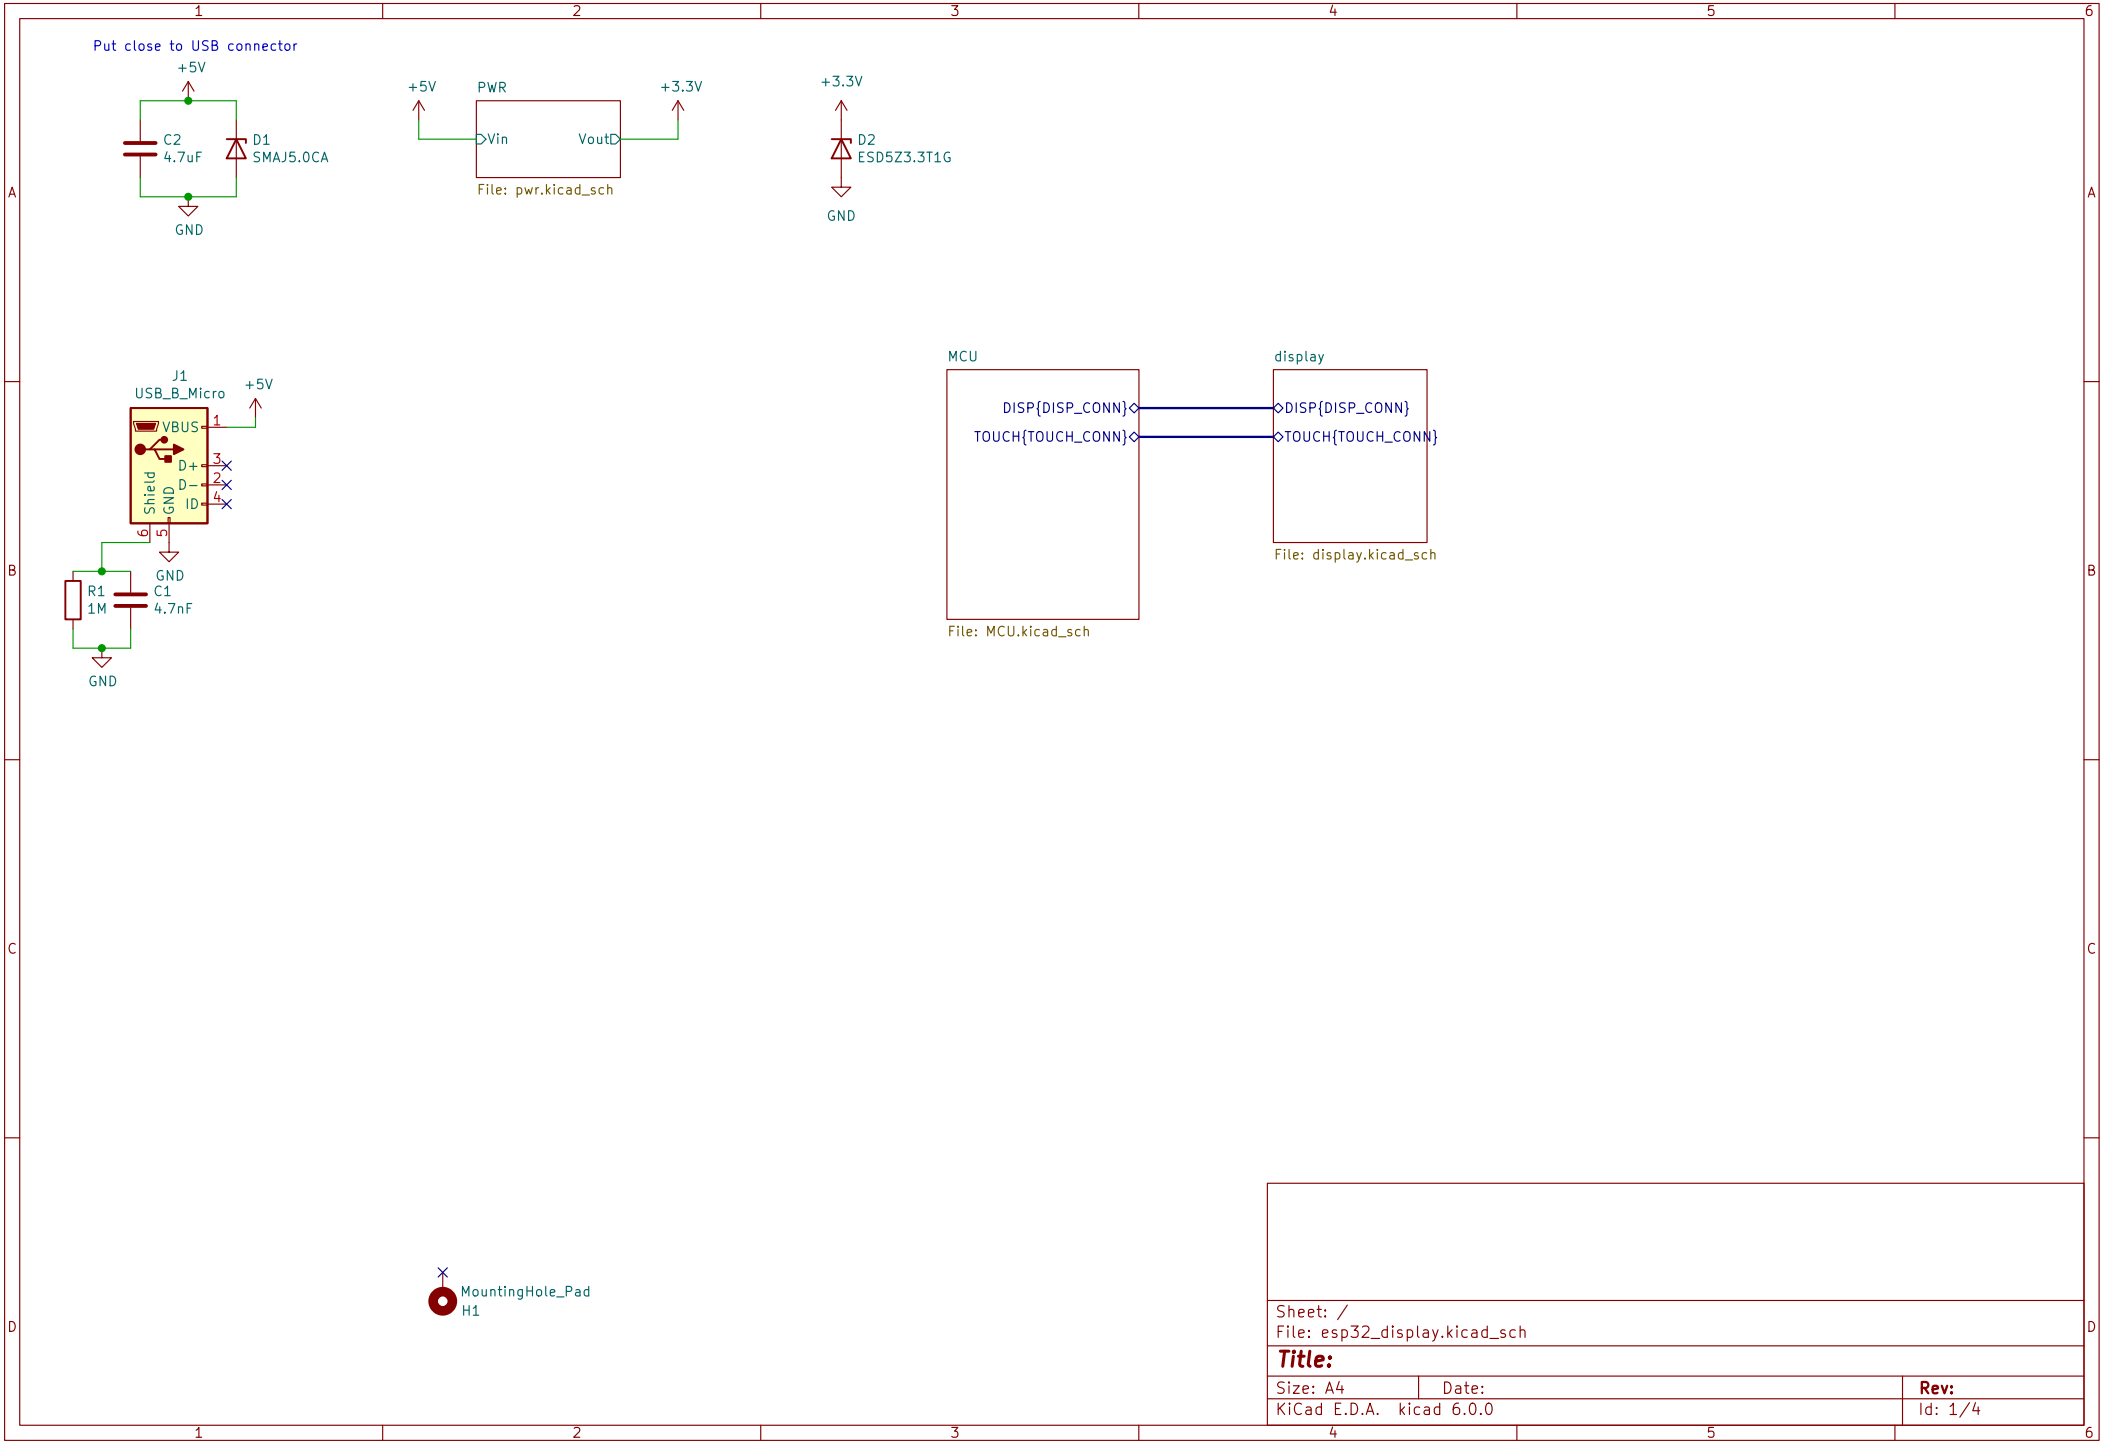 1 2 3 4 5 6
Put close to USB connector
+5V
C2
4.7uF
D1
SMAJ5.0CA
GND
+5V
PWR
Vin
Vout
+3.3V
File: pwr.kicad_sch
+3.3V
D2
ESD5Z3.3T1G
GND
A
A
J1
USB_B_Micro
+5V
VBUS
1
D+
3
D-
2
ID
4
Shield
GND
6
5
GND
R1
1M
C1
4.7nF
GND
MCU
DISP{DISP_CONN}
TOUCH{TOUCH_CONN}
File: MCU.kicad_sch
display
DISP{DISP_CONN}
TOUCH{TOUCH_CONN}
File: display.kicad_sch
B
B
C
C
MountingHole_Pad
H1
D
D
Sheet: /
File: esp32_display.kicad_sch
Title:
Size: A4
Date:
Rev:
KiCad E.D.A. kicad 6.0.0
Id: 1/4
1 2 3 4 5 6